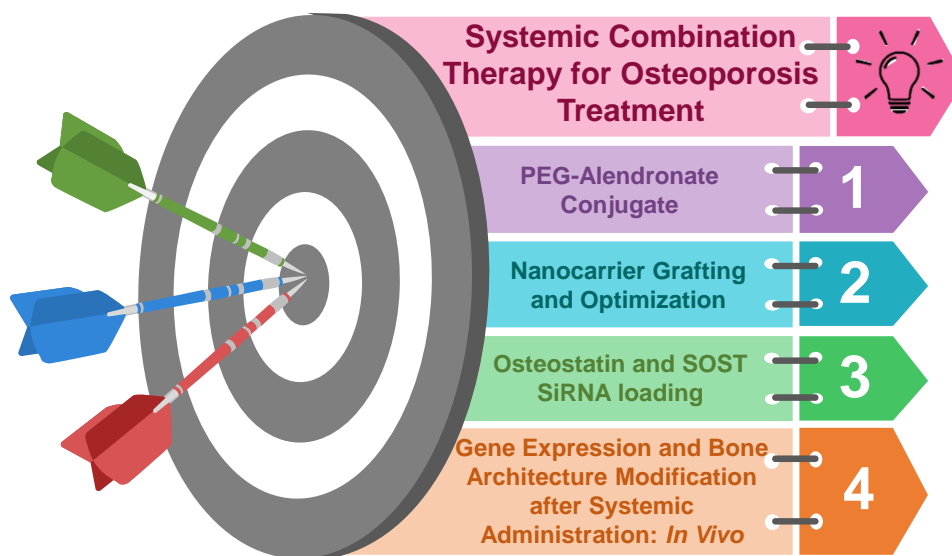 Systemic Combination
Therapy for Osteoporosis
Treatment
PEG-Alendronate
Conjugate
1
Nanocarrier Grafting
and Optimization
2
Osteostatin and SOST
SiRNA loading
3
Gene Expression and Bone
Architecture Modification
after Systemic
Administration: In Vivo
4